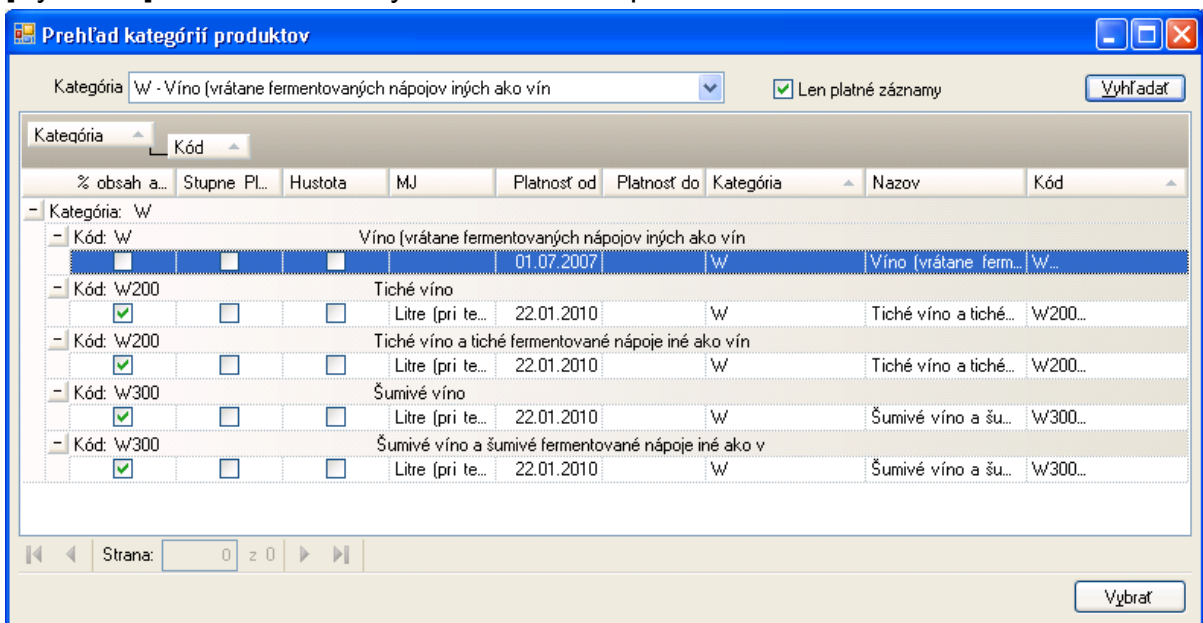 Prehľad kategórií produktov
Kategória W - Víno (vrátane fermentovaných nápojov iných ako vín Len platné záznamy Vyhľadať
Kategória
Kód
% obsah a... Stupne Pl... Hustota MJ Platnosť od Platnosť do Kategória Nazov Kód
Kategória: W
Kód: W Víno (vrátane fermentovaných nápojov iných ako vín
01.07.2007 W Víno (vrátane ferm... W...
Kód: W200 Tiché víno
Litre (pri te... 22.01.2010 W Tiché víno a tiché... W200...
Kód: W200 Tiché víno a tiché fermentované nápoje iné ako vín
Litre (pri te... 22.01.2010 W Tiché víno a tiché... W200...
Kód: W300 Šumivé víno
Litre (pri te... 22.01.2010 W Šumivé víno a šu... W300...
Kód: W300 Šumivé víno a šumivé fermentované nápoje iné ako v
Litre (pri te... 22.01.2010 W Šumivé víno a šu... W300...
Strana: 0 z 0
Vybrať